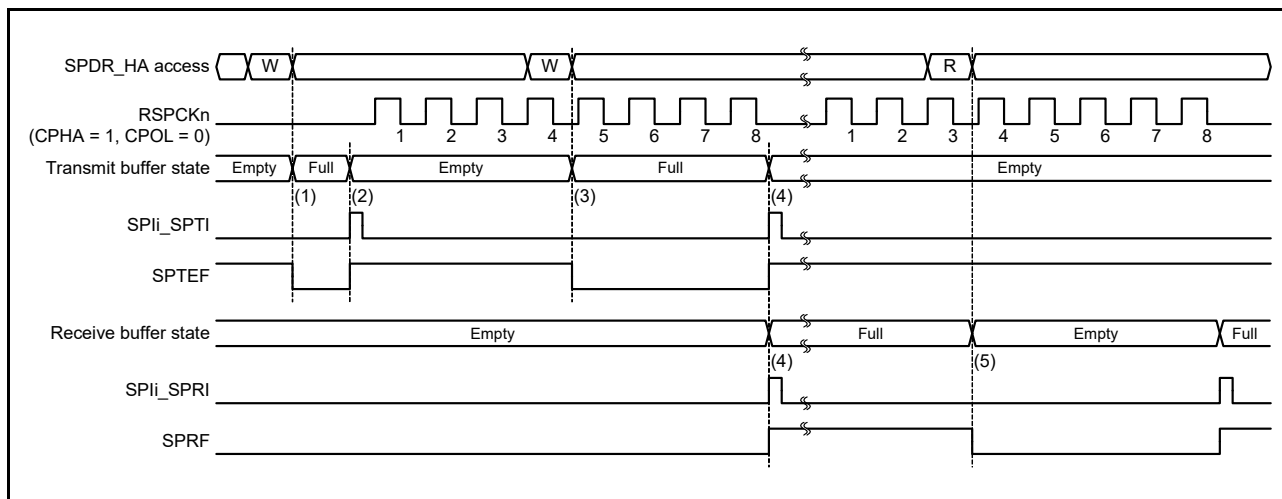 SPDR_HA access W W R
RSPCKn
(CPHA = 1, CPOL = 0) 1 2 3 4 5 6 7 8 1 2 3 4 5 6 7 8
Transmit buffer state Empty Full Empty Full Empty
(1) (2) (3) (4)
SPIi_SPTI
SPTEF
Receive buffer state Empty Full Empty Full
(4) (5)
SPIi_SPRI
SPRF